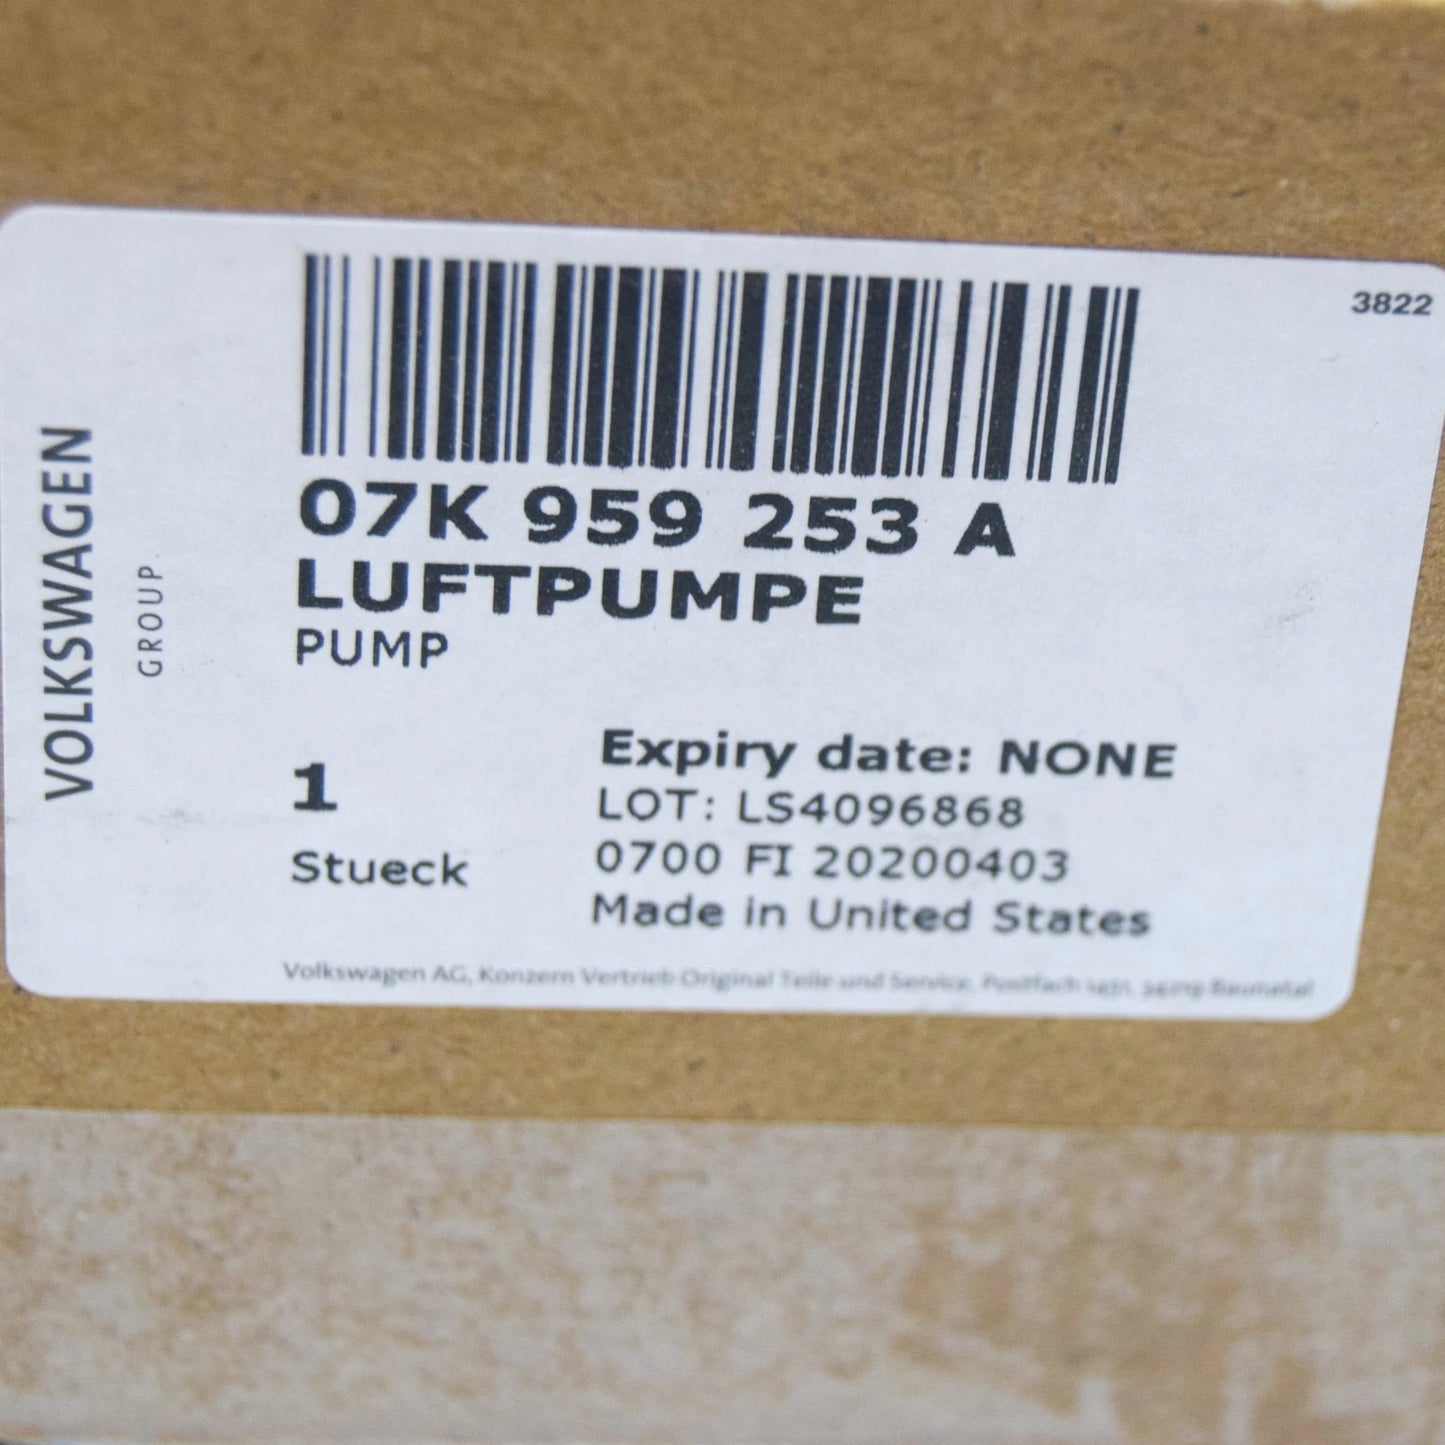 VOLKSWAGEN
GROUP
3822
07K 959 253 A
LUFTPUMPE
PUMP
1
Stueck
Expiry date: NONE
LOT: LS4096868
0700 FI 20200403
Made in United States
Volkswagen AG, Konzern Vertrieb Original Teile und Service, Postfach